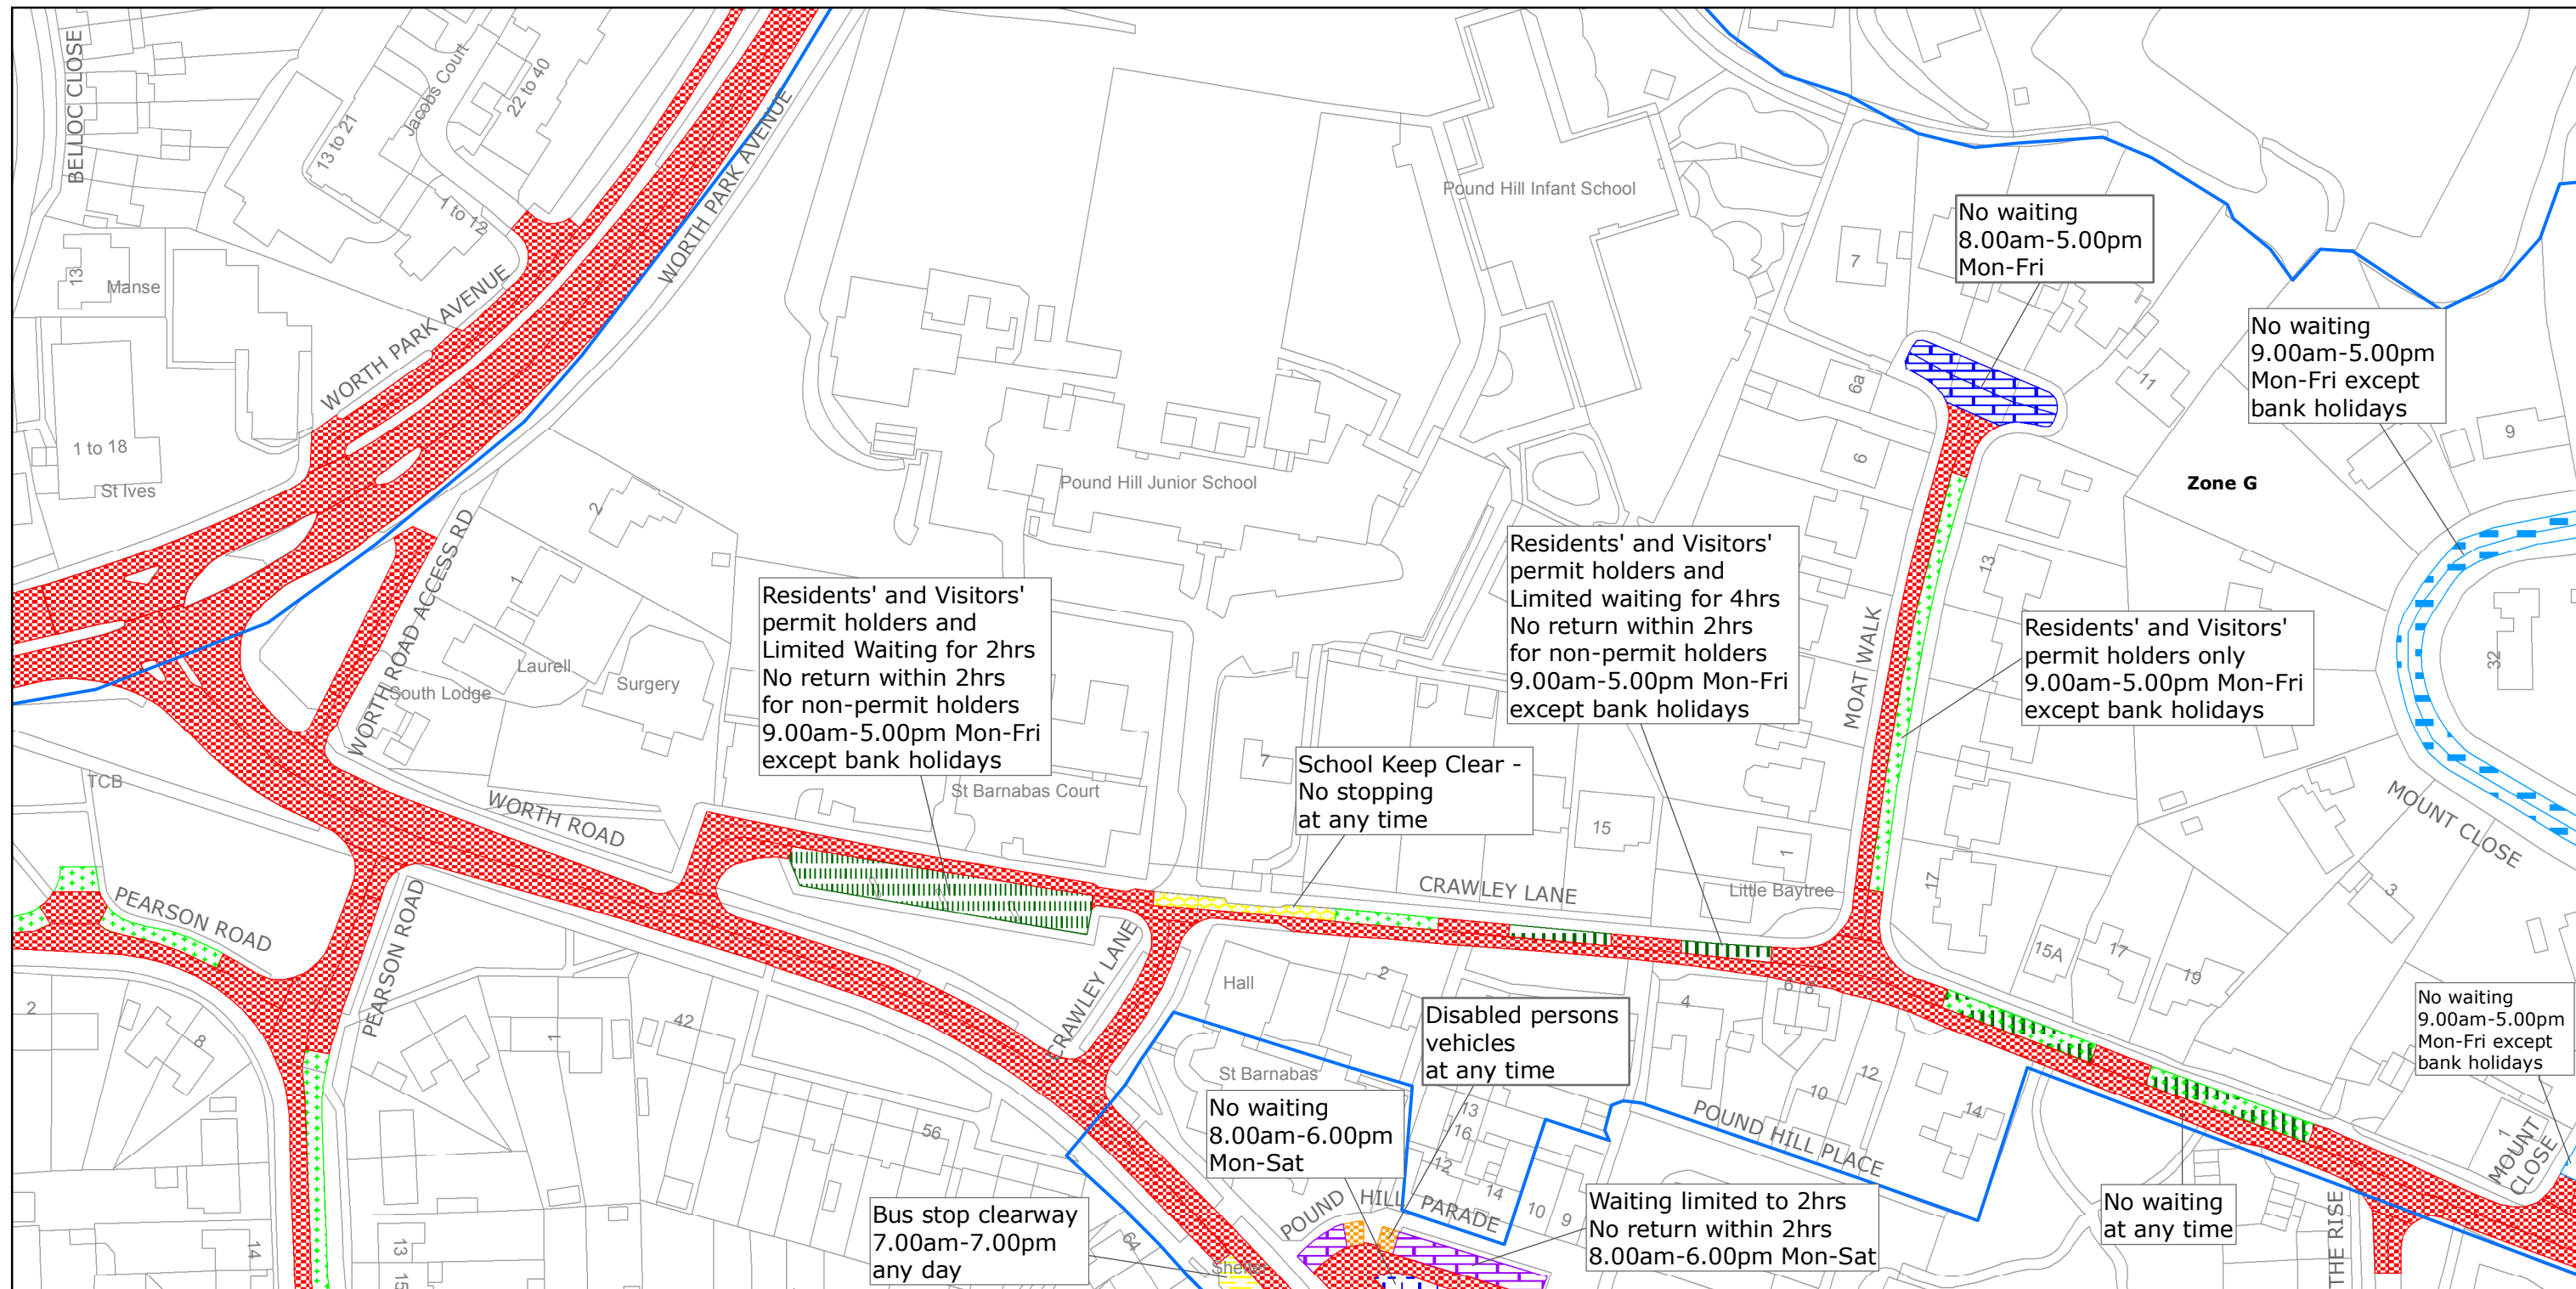 BELLOC CLOSE
Jacobs Court
22 to 40
13 to 21
1 to 12
WORTH PARK AVENUE
13
Manse
WORTH PARK AVENUE
1 to 18
St Ives
Pound Hill Infant School
No waiting
8.00am-5.00pm
Mon-Fri
7
No waiting
9.00am-5.00pm
Mon-Fri except
bank holidays
6a
11
9
6
Zone G
Pound Hill Junior School
2
1
WORTH ROAD ACCESS RD
Laurell
South Lodge
Surgery
Residents' and Visitors'
permit holders and
Limited Waiting for 2hrs
No return within 2hrs
for non-permit holders
9.00am-5.00pm Mon-Fri
except bank holidays
Residents' and Visitors'
permit holders and
Limited waiting for 4hrs
No return within 2hrs
for non-permit holders
9.00am-5.00pm Mon-Fri
except bank holidays
13
MOAT WALK
Residents' and Visitors'
permit holders only
9.00am-5.00pm Mon-Fri
except bank holidays
32
TCB
WORTH ROAD
St Barnabas Court
7
School Keep Clear -
No stopping
at any time
15
1
Little Baytree
MOUNT CLOSE
CRAWLEY LANE
17
3
PEARSON ROAD
PEARSON ROAD
CRAWLEY LANE
15A
17
19
2
8
1
42
Hall
2
4
6
8
Disabled persons
vehicles
at any time
No waiting
9.00am-5.00pm
Mon-Fri except
bank holidays
St Barnabas
No waiting
8.00am-6.00pm
Mon-Sat
13
16
12
14
10
9
10
12
14
POUND HILL PLACE
56
1
MOUNT
CLOSE
POUND HILL PARADE
Bus stop clearway
7.00am-7.00pm
any day
64
Shelter
Waiting limited to 2hrs
No return within 2hrs
8.00am-6.00pm Mon-Sat
No waiting
at any time
THE RISE
14
13
15